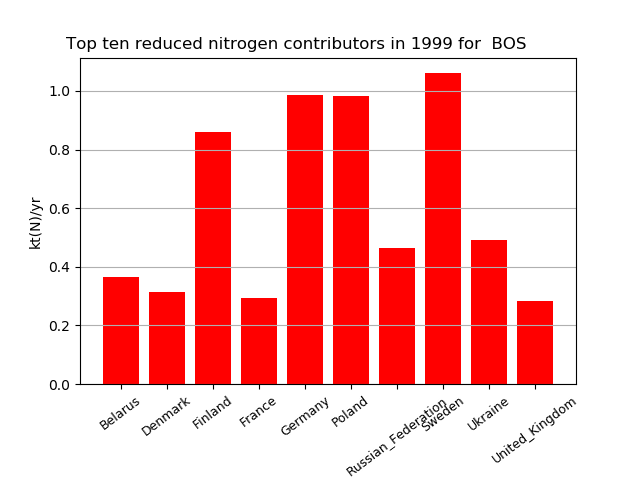 Top ten reduced nitrogen contributors in 1999 for  BOS
kt(N)/yr
1.0
0.8
0.6
0.4
0.2
0.0
Belarus
Denmark
Finland
France
Germany
Poland
Russian_Federation
Sweden
Ukraine
United_Kingdom